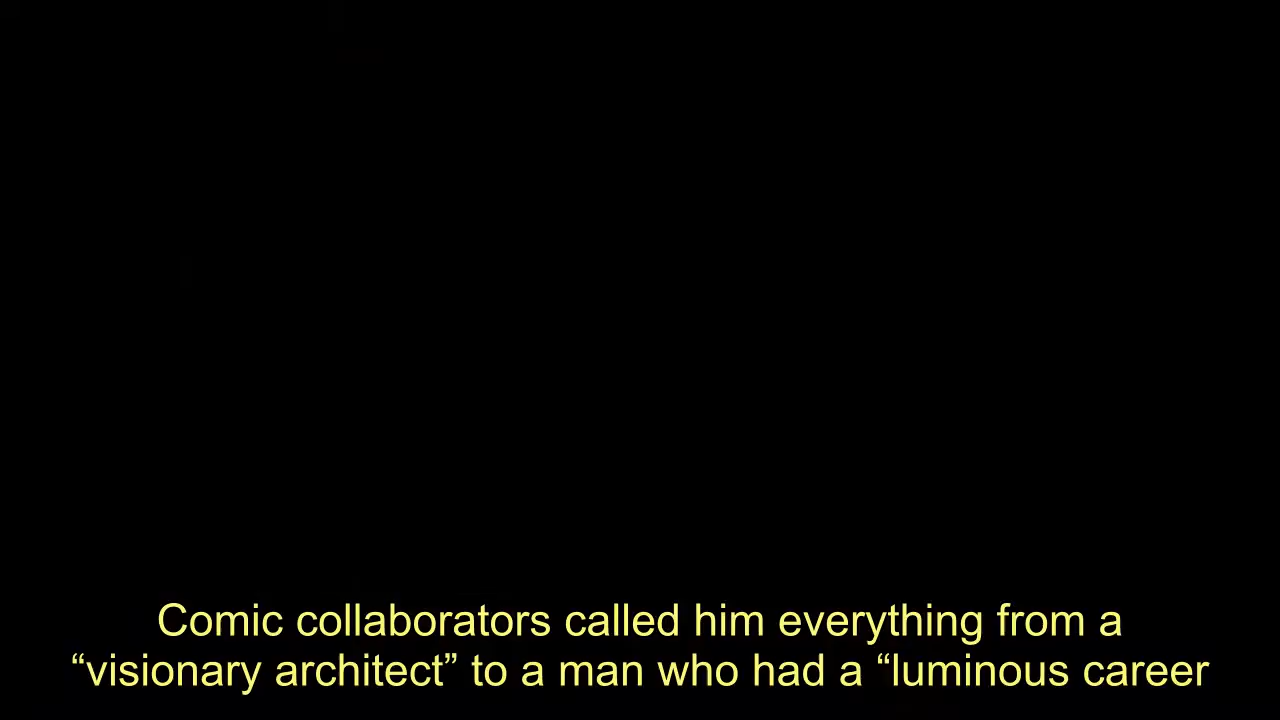 Comic collaborators called him everything from a
“visionary architect” to a man who had a “luminous career